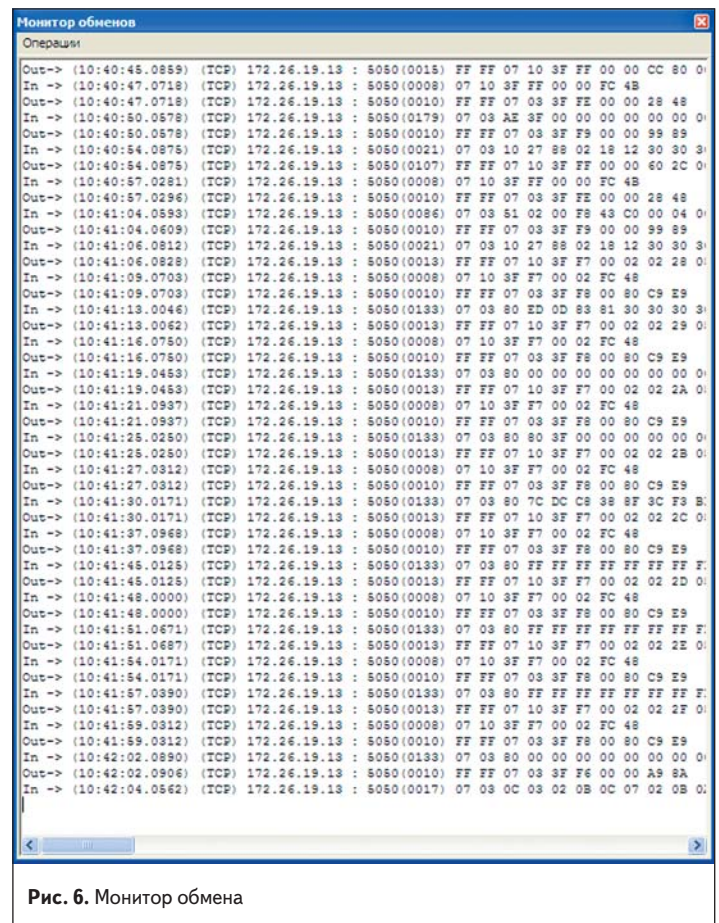 Монитор обменов
Операции
Out-> (10:40:45.0859) (TCP) 172.26.19.13 : 5050(0015) FF FF 07 10 3F FF 00 00 CC 80
In -> (10:40:47.0718) (TCP) 172.26.19.13 : 5050(0008) 07 10 3F FF 00 00 FC 4B
Out-> (10:40:47.0718) (TCP) 172.26.19.13 : 5050(0010) FF FF 07 03 3F FE 00 00 28 48
In -> (10:40:50.0578) (TCP) 172.26.19.13 : 5050(0179) 07 03 AE 3F 00 00 00 00 00 00
Out-> (10:40:50.0578) (TCP) 172.26.19.13 : 5050(0010) FF FF 07 03 3F F9 00 00 99 89
In -> (10:40:54.0875) (TCP) 172.26.19.13 : 5050(0021) 07 03 10 27 88 02 18 12 30 30
Out-> (10:40:54.0875) (TCP) 172.26.19.13 : 5050(0107) FF FF 07 10 3F FF 00 00 60 2C
In -> (10:40:57.0281) (TCP) 172.26.19.13 : 5050(0008) 07 10 3F FF 00 00 FC 4B
Out-> (10:40:57.0296) (TCP) 172.26.19.13 : 5050(0010) FF FF 07 03 3F FE 00 00 28 48
In -> (10:41:04.0593) (TCP) 172.26.19.13 : 5050(0086) 07 03 51 02 00 F8 43 C0 00 04
Out-> (10:41:04.0609) (TCP) 172.26.19.13 : 5050(0010) FF FF 07 03 3F F9 00 00 99 89
In -> (10:41:06.0812) (TCP) 172.26.19.13 : 5050(0021) 07 03 10 27 88 02 18 12 30 30
Out-> (10:41:06.0828) (TCP) 172.26.19.13 : 5050(0013) FF FF 07 10 3F F7 00 02 02 28
In -> (10:41:09.0703) (TCP) 172.26.19.13 : 5050(0008) 07 10 3F F7 00 02 FC 48
Out-> (10:41:09.0703) (TCP) 172.26.19.13 : 5050(0010) FF FF 07 03 3F F8 00 80 C9 E9
In -> (10:41:13.0046) (TCP) 172.26.19.13 : 5050(0133) 07 03 80 ED 0D 83 81 30 30 30
Out-> (10:41:13.0062) (TCP) 172.26.19.13 : 5050(0013) FF FF 07 10 3F F7 00 02 02 29
In -> (10:41:16.0750) (TCP) 172.26.19.13 : 5050(0008) 07 10 3F F7 00 02 FC 48
Out-> (10:41:16.0750) (TCP) 172.26.19.13 : 5050(0010) FF FF 07 03 3F F8 00 80 C9 E9
In -> (10:41:19.0453) (TCP) 172.26.19.13 : 5050(0133) 07 03 80 00 00 00 00 00 00 00
Out-> (10:41:19.0453) (TCP) 172.26.19.13 : 5050(0013) FF FF 07 10 3F F7 00 02 02 2A
In -> (10:41:21.0937) (TCP) 172.26.19.13 : 5050(0008) 07 10 3F F7 00 02 FC 48
Out-> (10:41:21.0937) (TCP) 172.26.19.13 : 5050(0010) FF FF 07 03 3F F8 00 80 C9 E9
In -> (10:41:25.0250) (TCP) 172.26.19.13 : 5050(0133) 07 03 80 80 3F 00 00 00 00 00
Out-> (10:41:25.0250) (TCP) 172.26.19.13 : 5050(0013) FF FF 07 10 3F F7 00 02 02 2B
In -> (10:41:27.0312) (TCP) 172.26.19.13 : 5050(0008) 07 10 3F F7 00 02 FC 48
Out-> (10:41:27.0312) (TCP) 172.26.19.13 : 5050(0010) FF FF 07 03 3F F8 00 80 C9 E9
In -> (10:41:30.0171) (TCP) 172.26.19.13 : 5050(0133) 07 03 80 7C DC C8 38 8F 3C F3
Out-> (10:41:30.0171) (TCP) 172.26.19.13 : 5050(0013) FF FF 07 10 3F F7 00 02 02 2C
In -> (10:41:37.0968) (TCP) 172.26.19.13 : 5050(0008) 07 10 3F F7 00 02 FC 48
Out-> (10:41:37.0968) (TCP) 172.26.19.13 : 5050(0010) FF FF 07 03 3F F8 00 80 C9 E9
In -> (10:41:45.0125) (TCP) 172.26.19.13 : 5050(0133) 07 03 80 FF FF FF FF FF FF FF
Out-> (10:41:45.0125) (TCP) 172.26.19.13 : 5050(0013) FF FF 07 10 3F F7 00 02 02 2D
In -> (10:41:48.0000) (TCP) 172.26.19.13 : 5050(0008) 07 10 3F F7 00 02 FC 48
Out-> (10:41:48.0000) (TCP) 172.26.19.13 : 5050(0010) FF FF 07 03 3F F8 00 80 C9 E9
In -> (10:41:51.0671) (TCP) 172.26.19.13 : 5050(0133) 07 03 80 FF FF FF FF FF FF FF
Out-> (10:41:51.0687) (TCP) 172.26.19.13 : 5050(0013) FF FF 07 10 3F F7 00 02 02 2E
In -> (10:41:54.0171) (TCP) 172.26.19.13 : 5050(0008) 07 10 3F F7 00 02 FC 48
Out-> (10:41:54.0171) (TCP) 172.26.19.13 : 5050(0010) FF FF 07 03 3F F8 00 80 C9 E9
In -> (10:41:57.0390) (TCP) 172.26.19.13 : 5050(0133) 07 03 80 FF FF FF FF FF FF FF
Out-> (10:41:57.0390) (TCP) 172.26.19.13 : 5050(0013) FF FF 07 10 3F F7 00 02 02 2F
In -> (10:41:59.0312) (TCP) 172.26.19.13 : 5050(0008) 07 10 3F F7 00 02 FC 48
Out-> (10:41:59.0312) (TCP) 172.26.19.13 : 5050(0010) FF FF 07 03 3F F8 00 80 C9 E9
In -> (10:42:02.0890) (TCP) 172.26.19.13 : 5050(0133) 07 03 80 00 00 00 00 00 00 00
Out-> (10:42:02.0906) (TCP) 172.26.19.13 : 5050(0010) FF FF 07 03 3F F6 00 00 A9 8A
In -> (10:42:04.0562) (TCP) 172.26.19.13 : 5050(0017) 07 03 0C 03 02 0B 0C 07 02 0B
Рис. 6. Монитор обмена